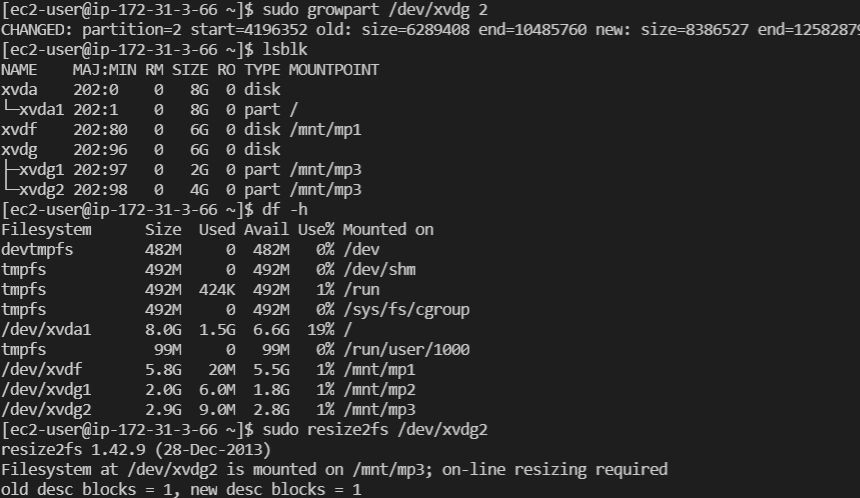 [ec2-user@ip-172-31-3-66 ~]$ sudo growpart /dev/xvdg 2
CHANGED: partition=2 start=4196352 old: size=6289408 end=10485760 new: size=8386527 end=12582879
[ec2-user@ip-172-31-3-66 ~]$ lsblk
NAME    MAJ:MIN RM SIZE RO TYPE MOUNTPOINT
xvda    202:0    0   8G  0 disk
└─xvda1 202:1    0   8G  0 part /
xvdf    202:80   0   6G  0 disk /mnt/mp1
xvdg    202:96   0   6G  0 disk
├─xvdg1 202:97   0   2G  0 part /mnt/mp3
└─xvdg2 202:98   0   4G  0 part /mnt/mp3
[ec2-user@ip-172-31-3-66 ~]$ df -h
Filesystem      Size  Used Avail Use% Mounted on
devtmpfs        482M     0  482M   0% /dev
tmpfs           492M     0  492M   0% /dev/shm
tmpfs           492M  424K  492M   1% /run
tmpfs           492M     0  492M   0% /sys/fs/cgroup
/dev/xvda1      8.0G  1.5G  6.6G  19% /
tmpfs            99M     0   99M   0% /run/user/1000
/dev/xvdf       5.8G   20M  5.5G   1% /mnt/mp1
/dev/xvdg1      2.0G  6.0M  1.8G   1% /mnt/mp2
/dev/xvdg2      2.9G  9.0M  2.8G   1% /mnt/mp3
[ec2-user@ip-172-31-3-66 ~]$ sudo resize2fs /dev/xvdg2
resize2fs 1.42.9 (28-Dec-2013)
Filesystem at /dev/xvdg2 is mounted on /mnt/mp3; on-line resizing required
old desc blocks = 1, new desc blocks = 1